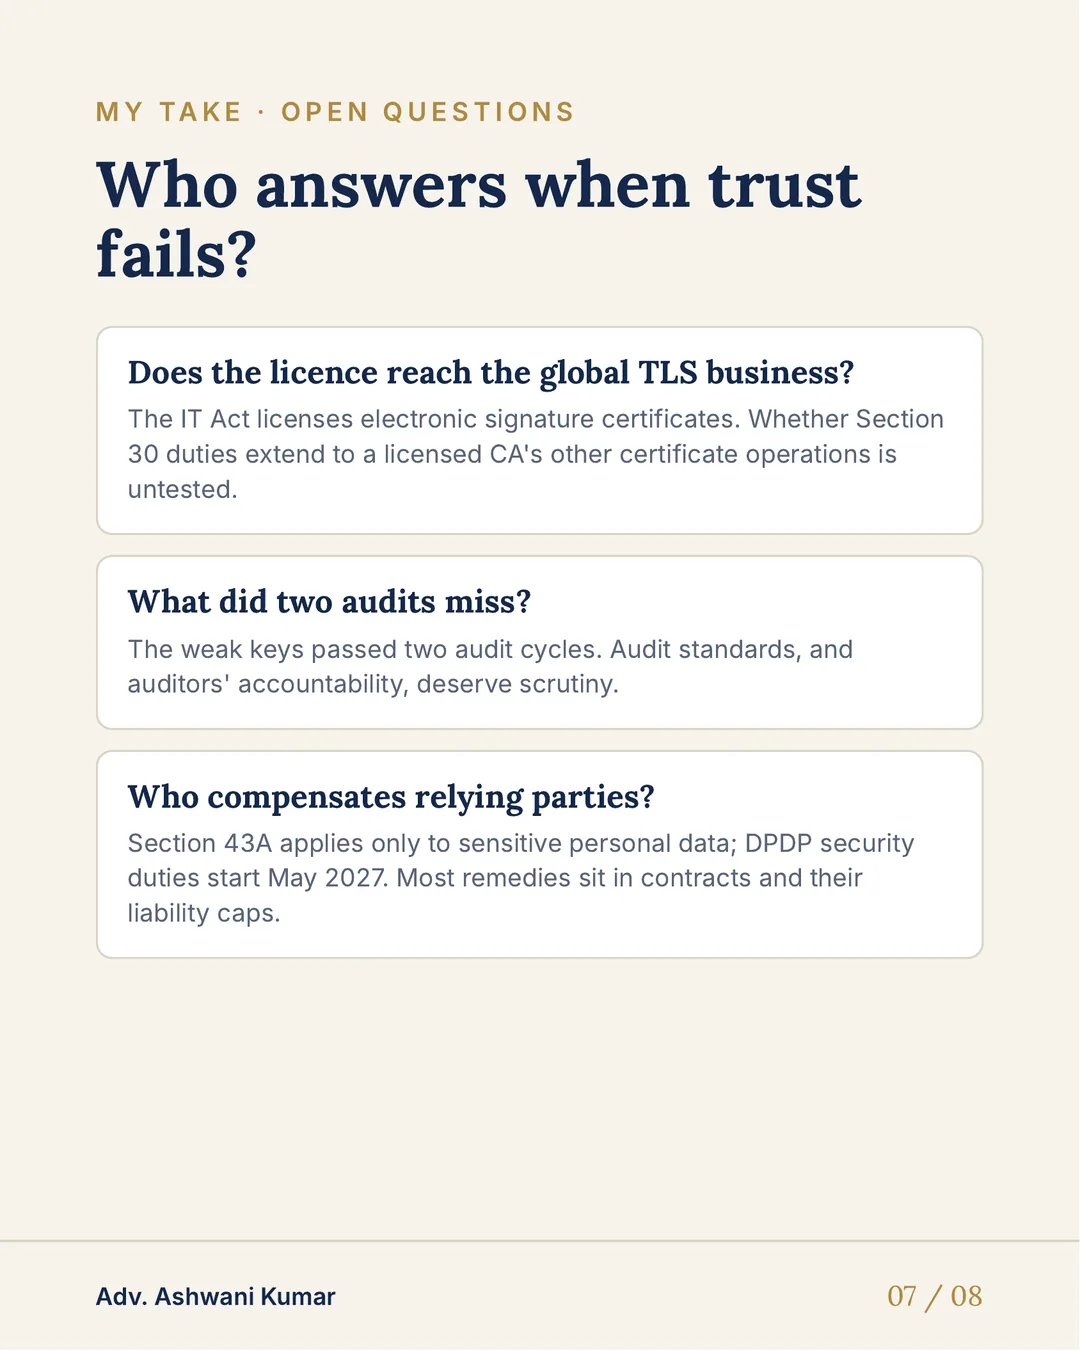 MY TAKE · OPEN QUESTIONS
Who answers when trust
fails?
Does the licence reach the global TLS business?
The IT Act licenses electronic signature certificates. Whether Section
30 duties extend to a licensed CA's other certificate operations is
untested.
What did two audits miss?
The weak keys passed two audit cycles. Audit standards, and
auditors' accountability, deserve scrutiny.
Who compensates relying parties?
Section 43A applies only to sensitive personal data; DPDP security
duties start May 2027. Most remedies sit in contracts and their
liability caps.
Adv. Ashwani Kumar
07 / 08